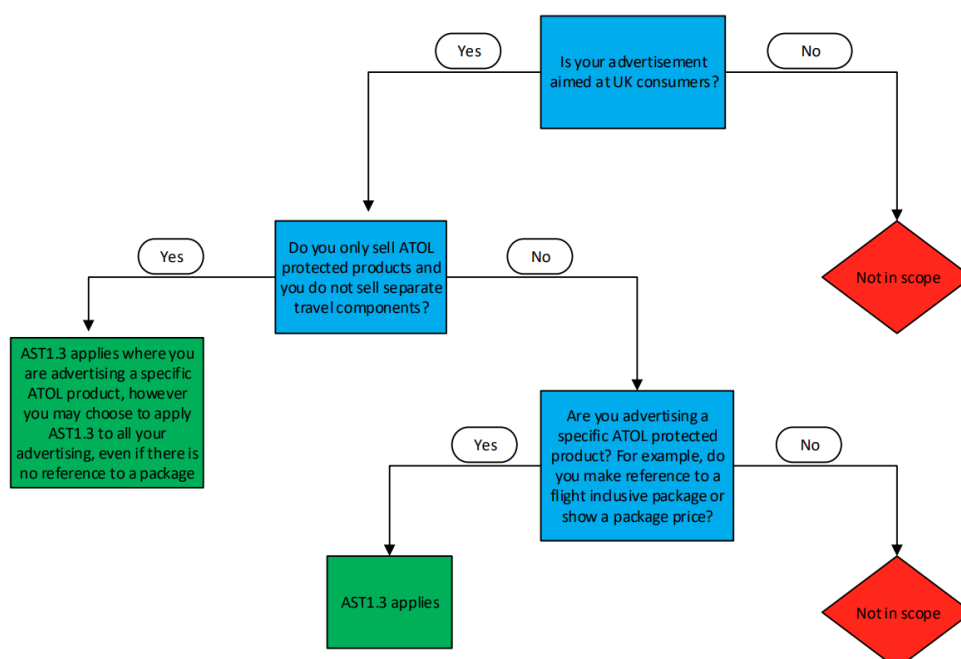 Yes
Is your advertisement
aimed at UK consumers?
No
Yes
Do you only sell ATOL
protected products and
you do not sell separate
travel components?
No
Not in scope
AST1.3 applies where you
are advertising a specific
ATOL product, however
you may choose to apply
AST1.3 to all your
advertising, even if there is
no reference to a package
Yes
Are you advertising a
specific ATOL protected
product? For example, do
you make reference to a
flight inclusive package or
show a package price?
No
AST1.3 applies
Not in scope